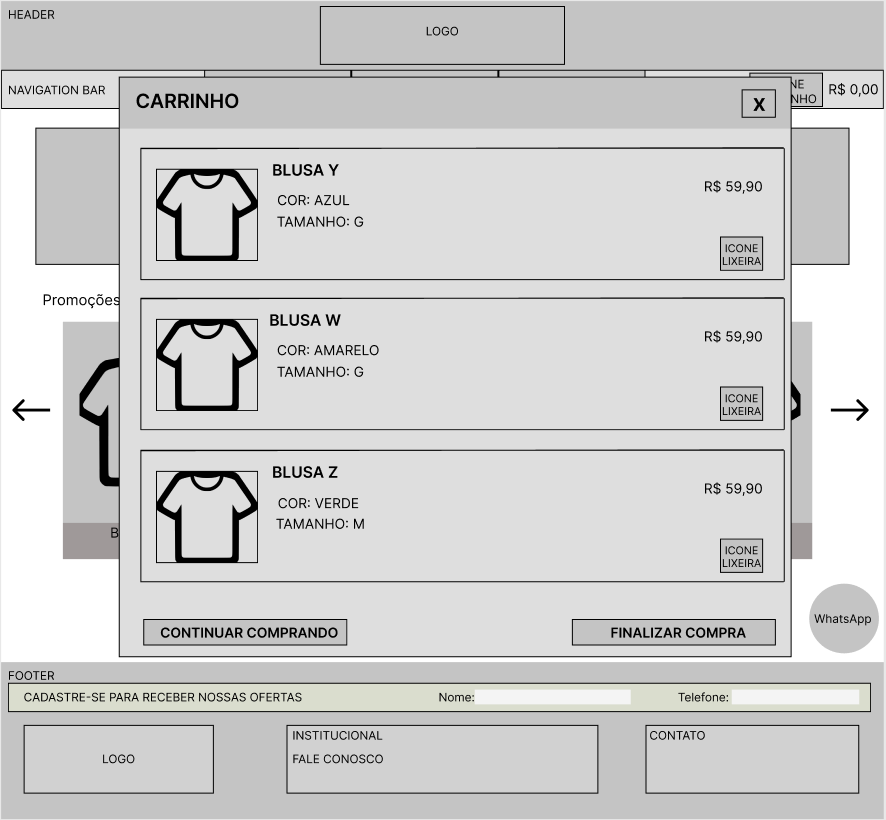 HEADER
LOGO
NAVIGATION BAR
R$ 0,00
CARRINHO
X
BLUSA Y
COR: AZUL
TAMANHO: G
R$ 59,90
ICONE
LIXEIRA
Promoções
BLUSA W
COR: AMARELO
TAMANHO: G
R$ 59,90
ICONE
LIXEIRA
BLUSA Z
COR: VERDE
TAMANHO: M
R$ 59,90
ICONE
LIXEIRA
CONTINUAR COMPRANDO
FINALIZAR COMPRA
WhatsApp
FOOTER
CADASTRE-SE PARA RECEBER NOSSAS OFERTAS Nome: Telefone:
LOGO
INSTITUCIONAL
FALE CONOSCO
CONTATO